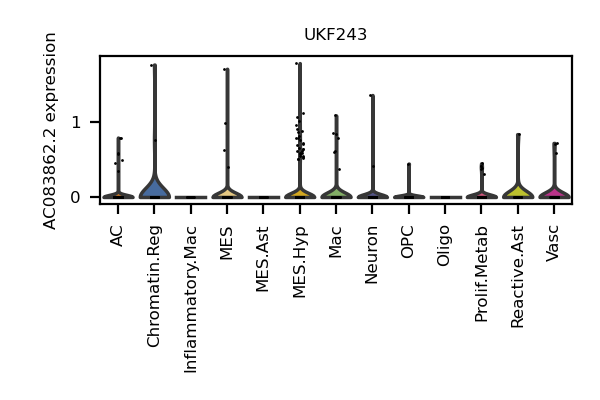 UKF243
AC083862.2 expression
1
0
AC
Chromatin.Reg
Inflammatory.Mac
MES
MES.Ast
MES.Hyp
Mac
Neuron
OPC
Oligo
Prolif.Metab
Reactive.Ast
Vasc